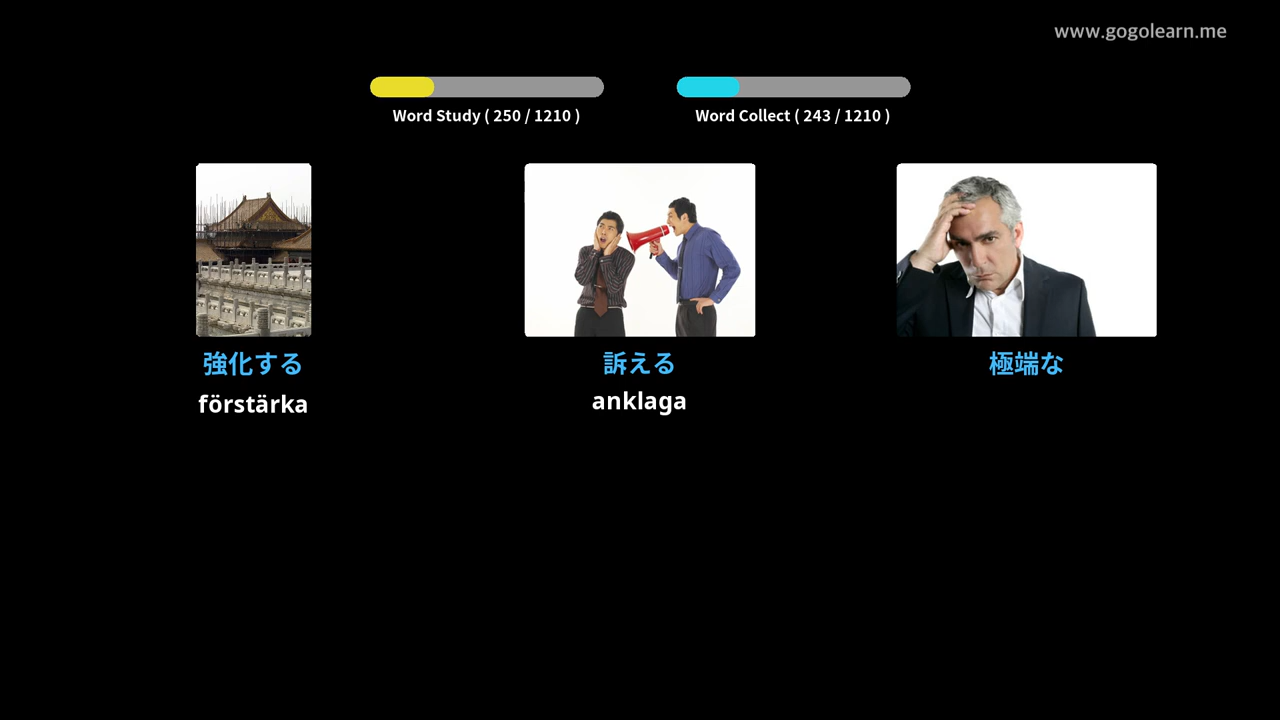 www.gogolearn.me
Word Study ( 250 / 1210 )
Word Collect ( 243 / 1210 )
強化する
訴える
極端な
förstärka
anklaga